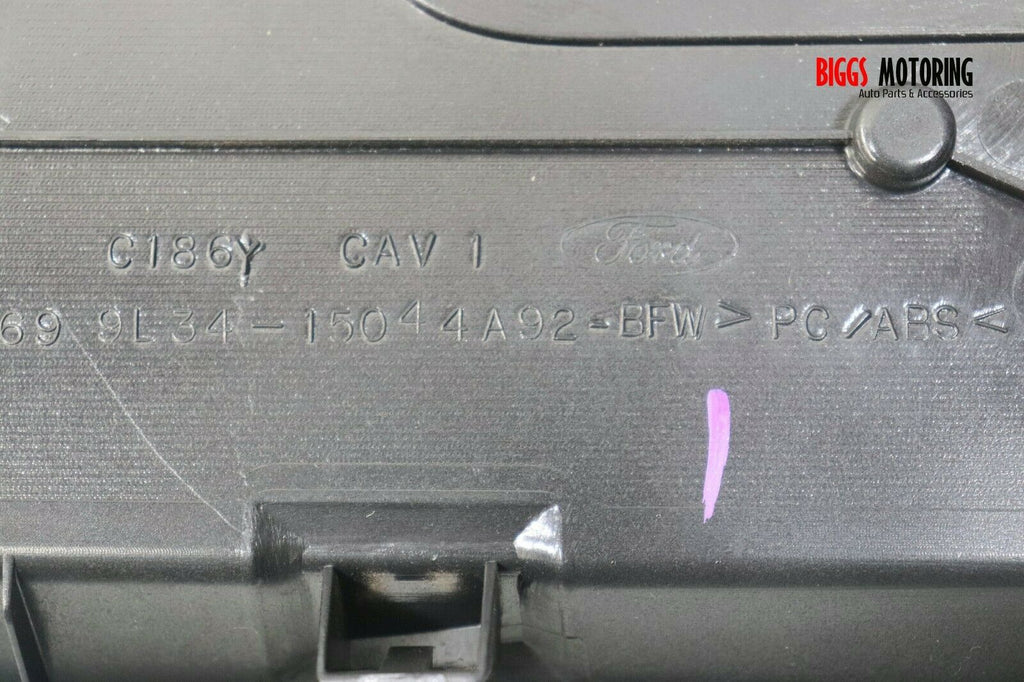 BIGGS MOTORING
Auto Parts & Accessories
C186Y CAV 1 Ford
69 9L34-15044A92-BFW > PC/ABS <